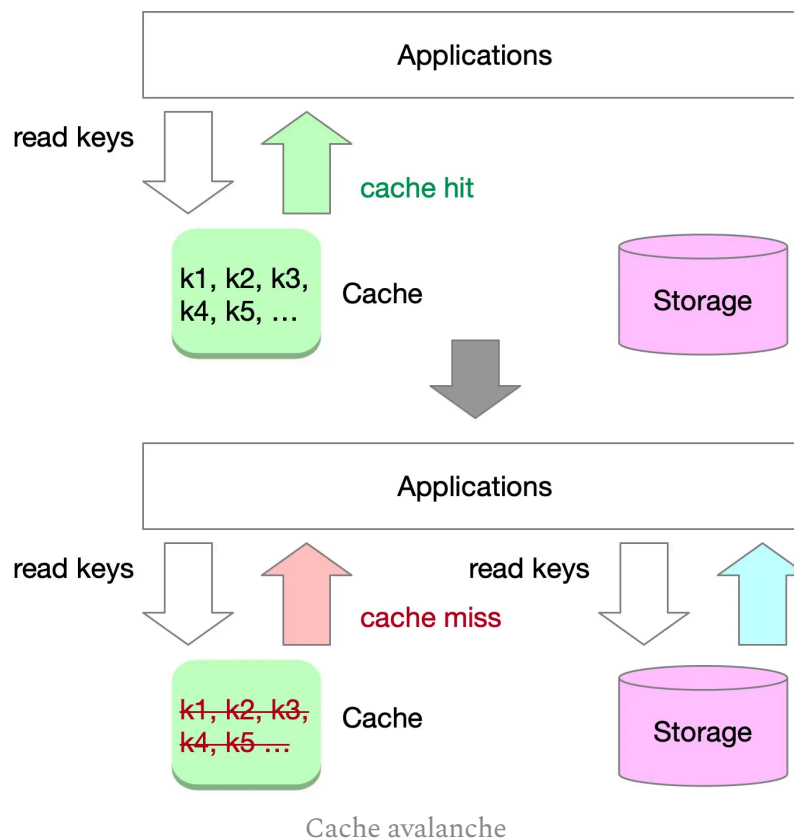 Applications
read keys
cache hit
k1, k2, k3,
k4, k5, …
Cache
Storage
Applications
read keys
read keys
cache miss
k1, k2, k3,
k4, k5 …
Cache
Storage
Cache avalanche